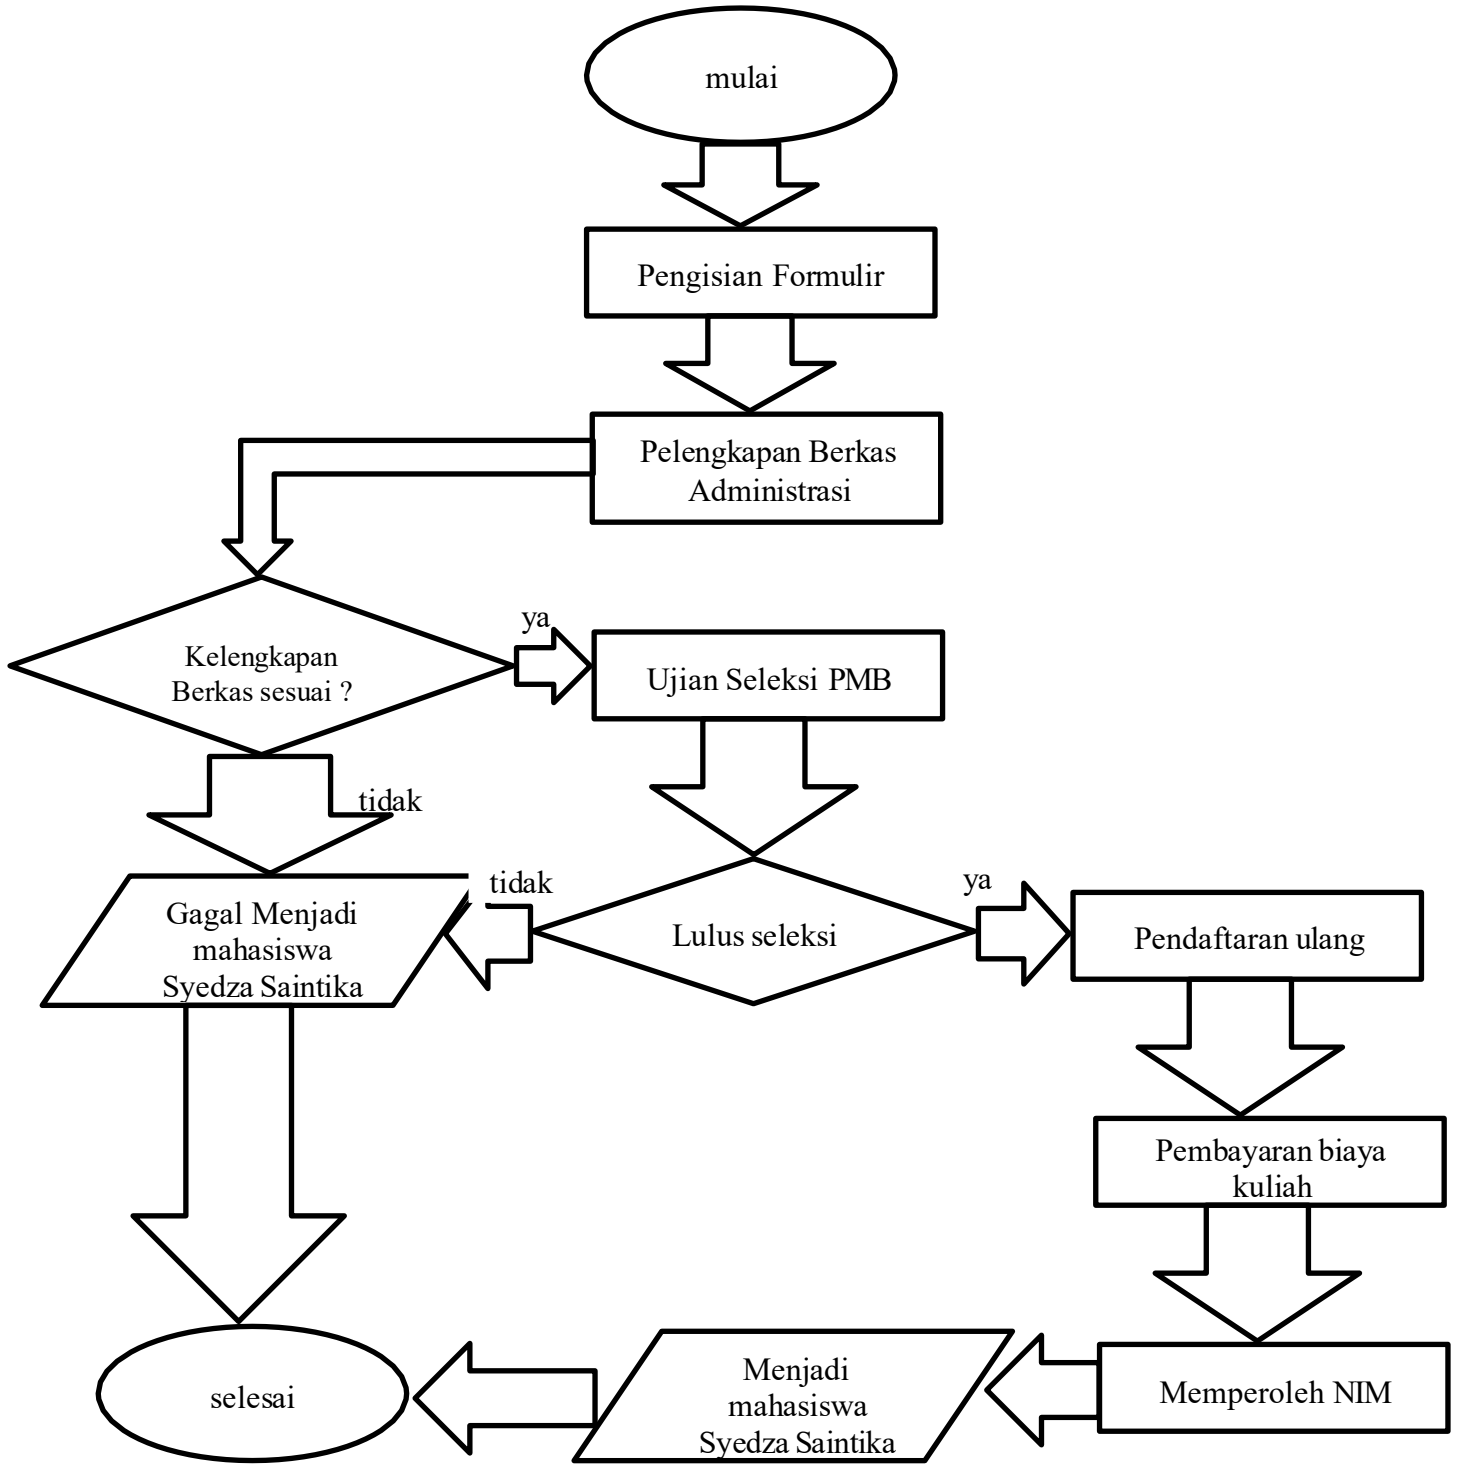 mulai
Pengisian Formulir
Pelengkapan Berkas
Administrasi
ya
Kelengkapan
Berkas sesuai ?
Ujian Seleksi PMB
tidak
tidak
ya
Gagal Menjadi
mahasiswa
Syedza Saintika
Lulus seleksi
Pendaftaran ulang
Pembayaran biaya
kuliah
Menjadi
mahasiswa
Syedza Saintika
Memperoleh NIM
selesai